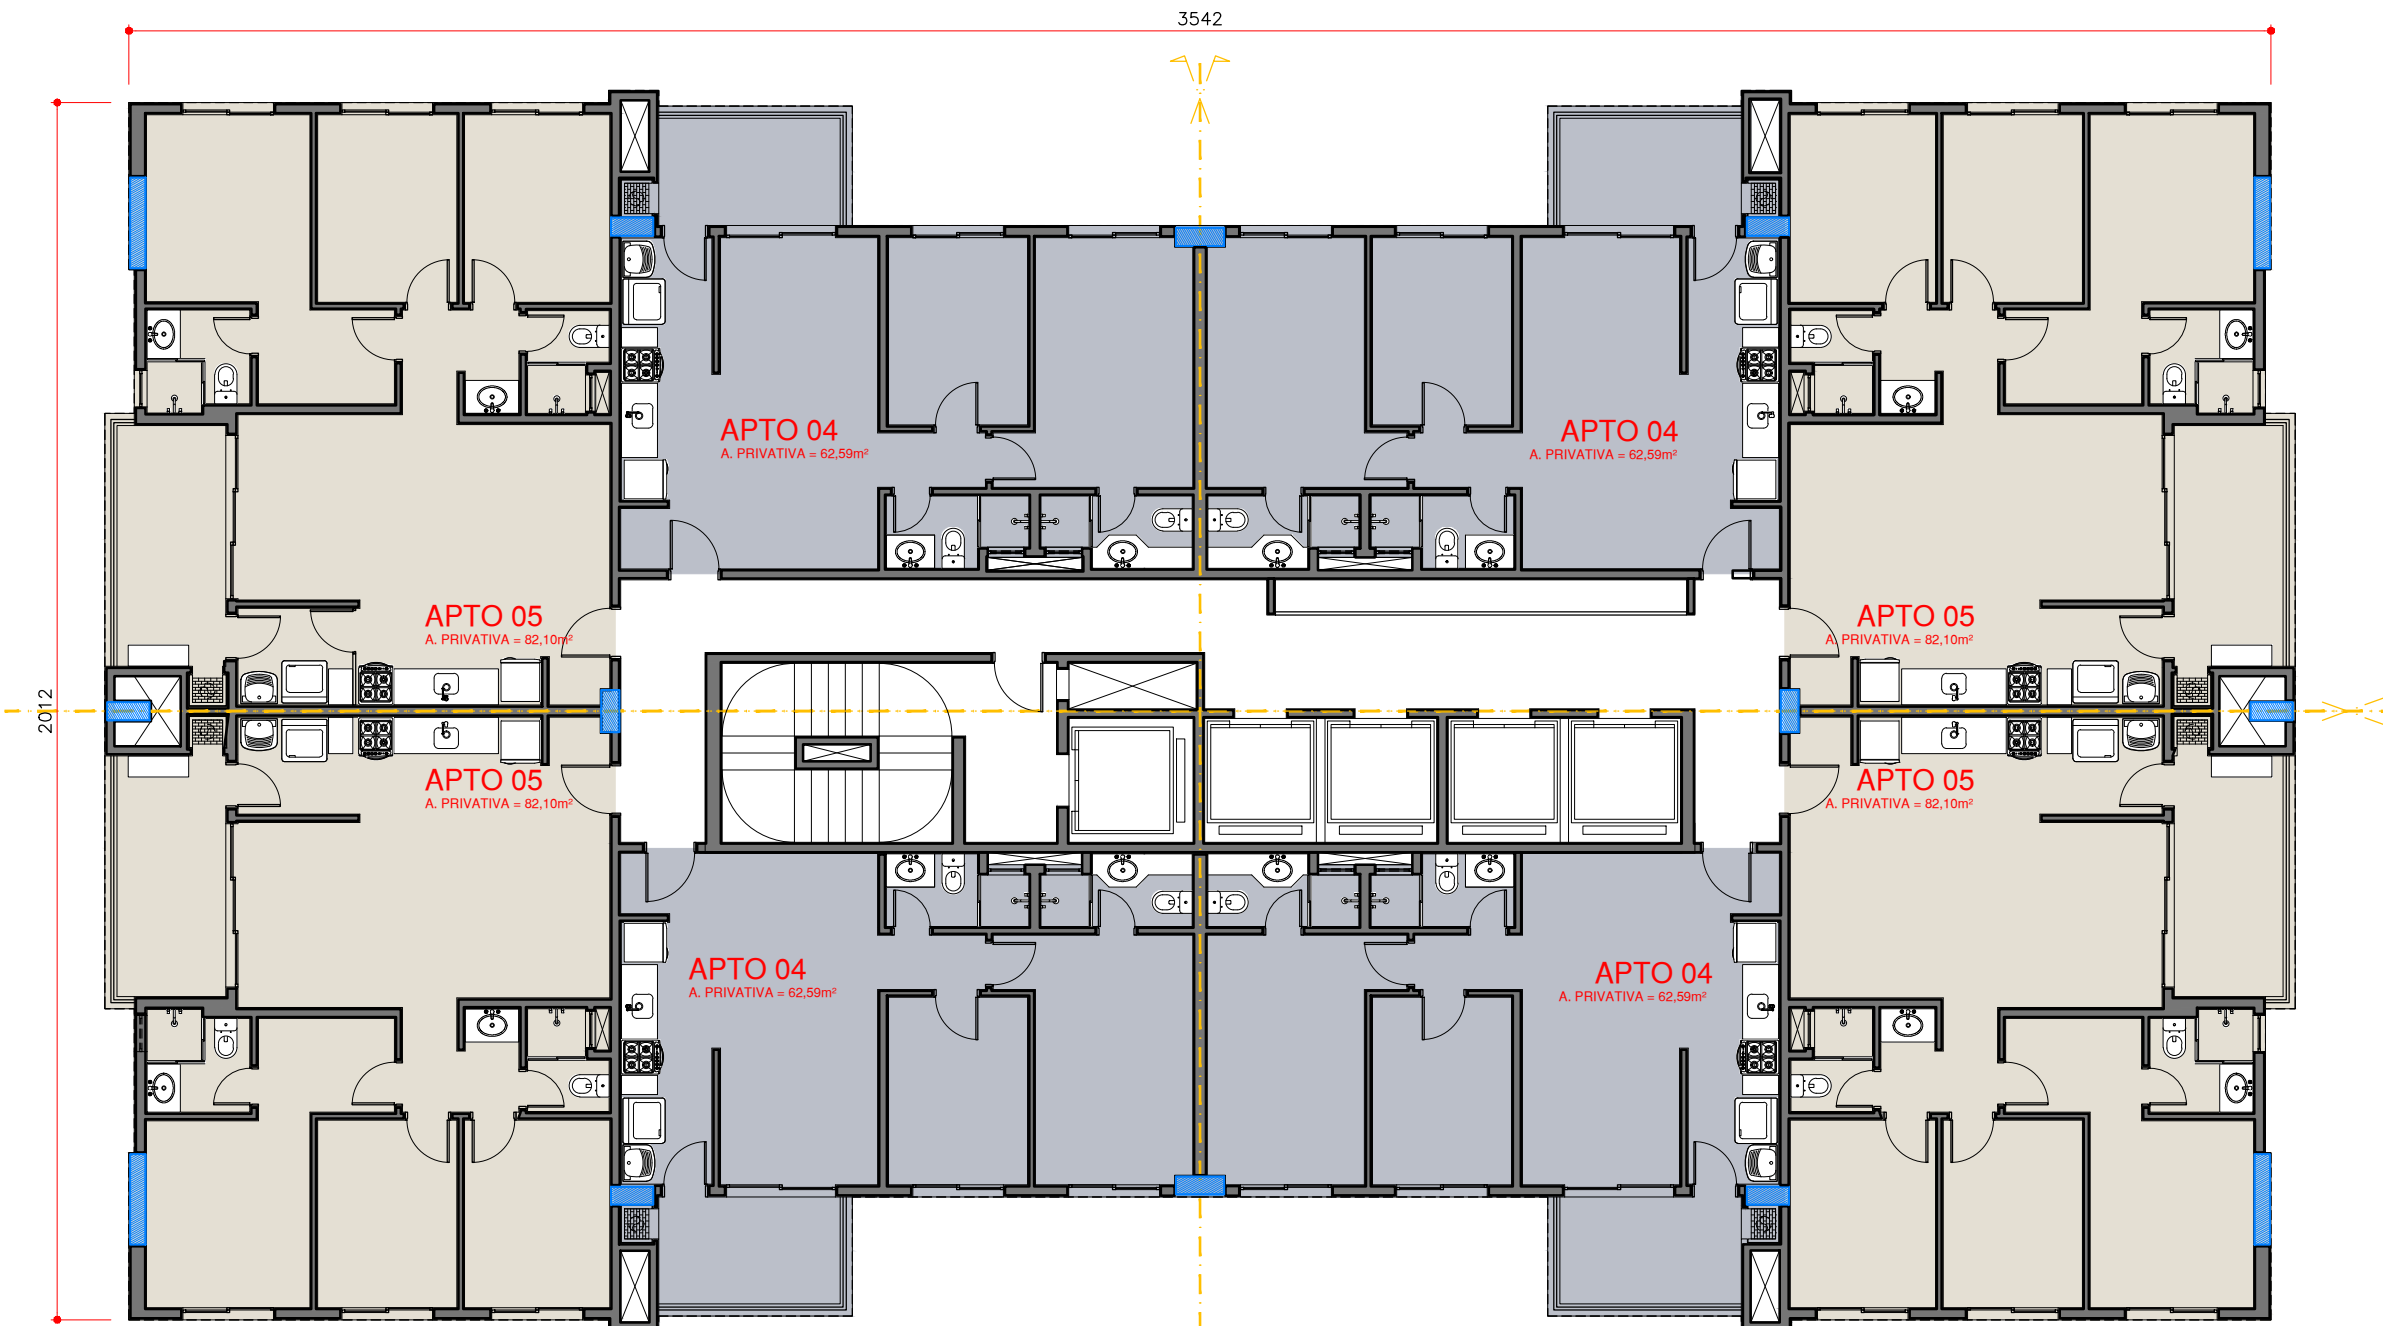 3542
APTO 04
A. PRIVATIVA = 62,59m²
APTO 04
A. PRIVATIVA = 62,59m²
APTO 05
A. PRIVATIVA = 82,10m²
APTO 05
A. PRIVATIVA = 82,10m²
2012
APTO 05
A. PRIVATIVA = 82,10m²
APTO 05
A. PRIVATIVA = 82,10m²
APTO 04
A. PRIVATIVA = 62,59m²
APTO 04
A. PRIVATIVA = 62,59m²